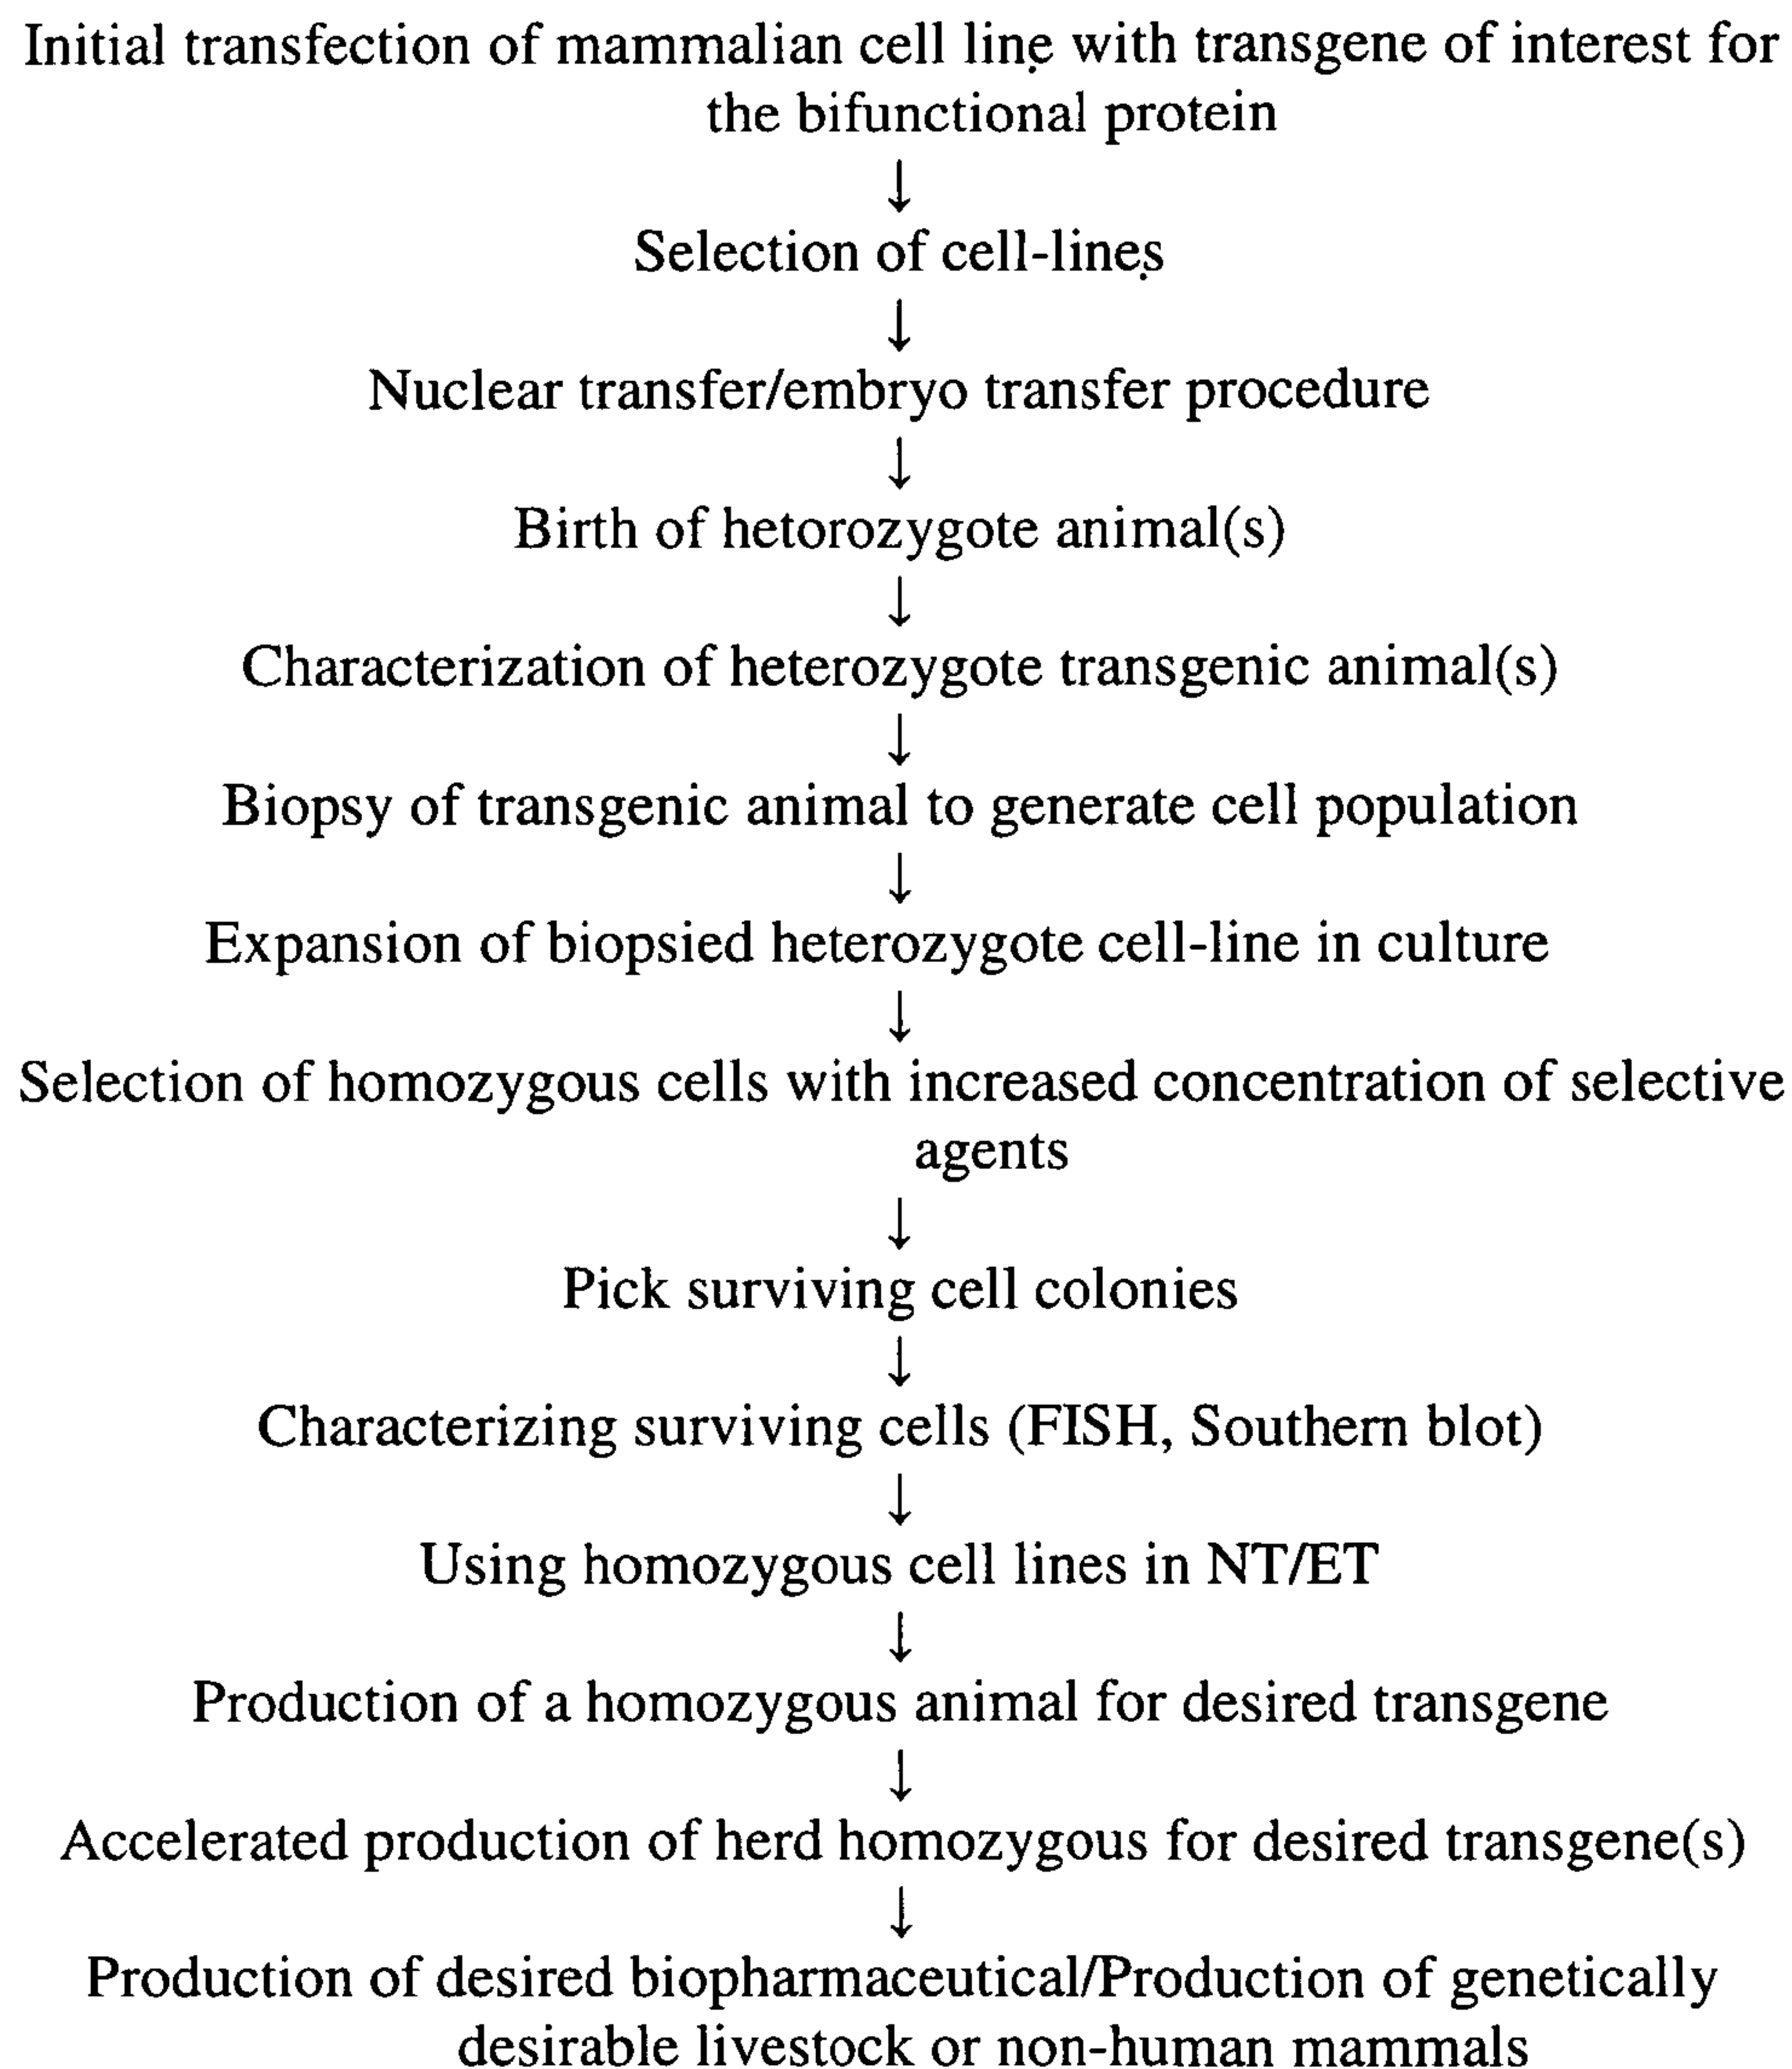 Initial transfection of mammalian cell line with transgene of interest for
the bifunctional protein
↓
Selection of cell-lines
↓
Nuclear transfer/embryo transfer procedure
↓
Birth of hetorozygote animal(s)
↓
Characterization of heterozygote transgenic animal(s)
↓
Biopsy of transgenic animal to generate cell population
↓
Expansion of biopsied heterozygote cell-line in culture
↓
Selection of homozygous cells with increased concentration of selective
agents
↓
Pick surviving cell colonies
↓
Characterizing surviving cells (FISH, Southern blot)
↓
Using homozygous cell lines in NT/ET
↓
Production of a homozygous animal for desired transgene
↓
Accelerated production of herd homozygous for desired transgene(s)
↓
Production of desired biopharmaceutical/Production of genetically
desirable livestock or non-human mammals